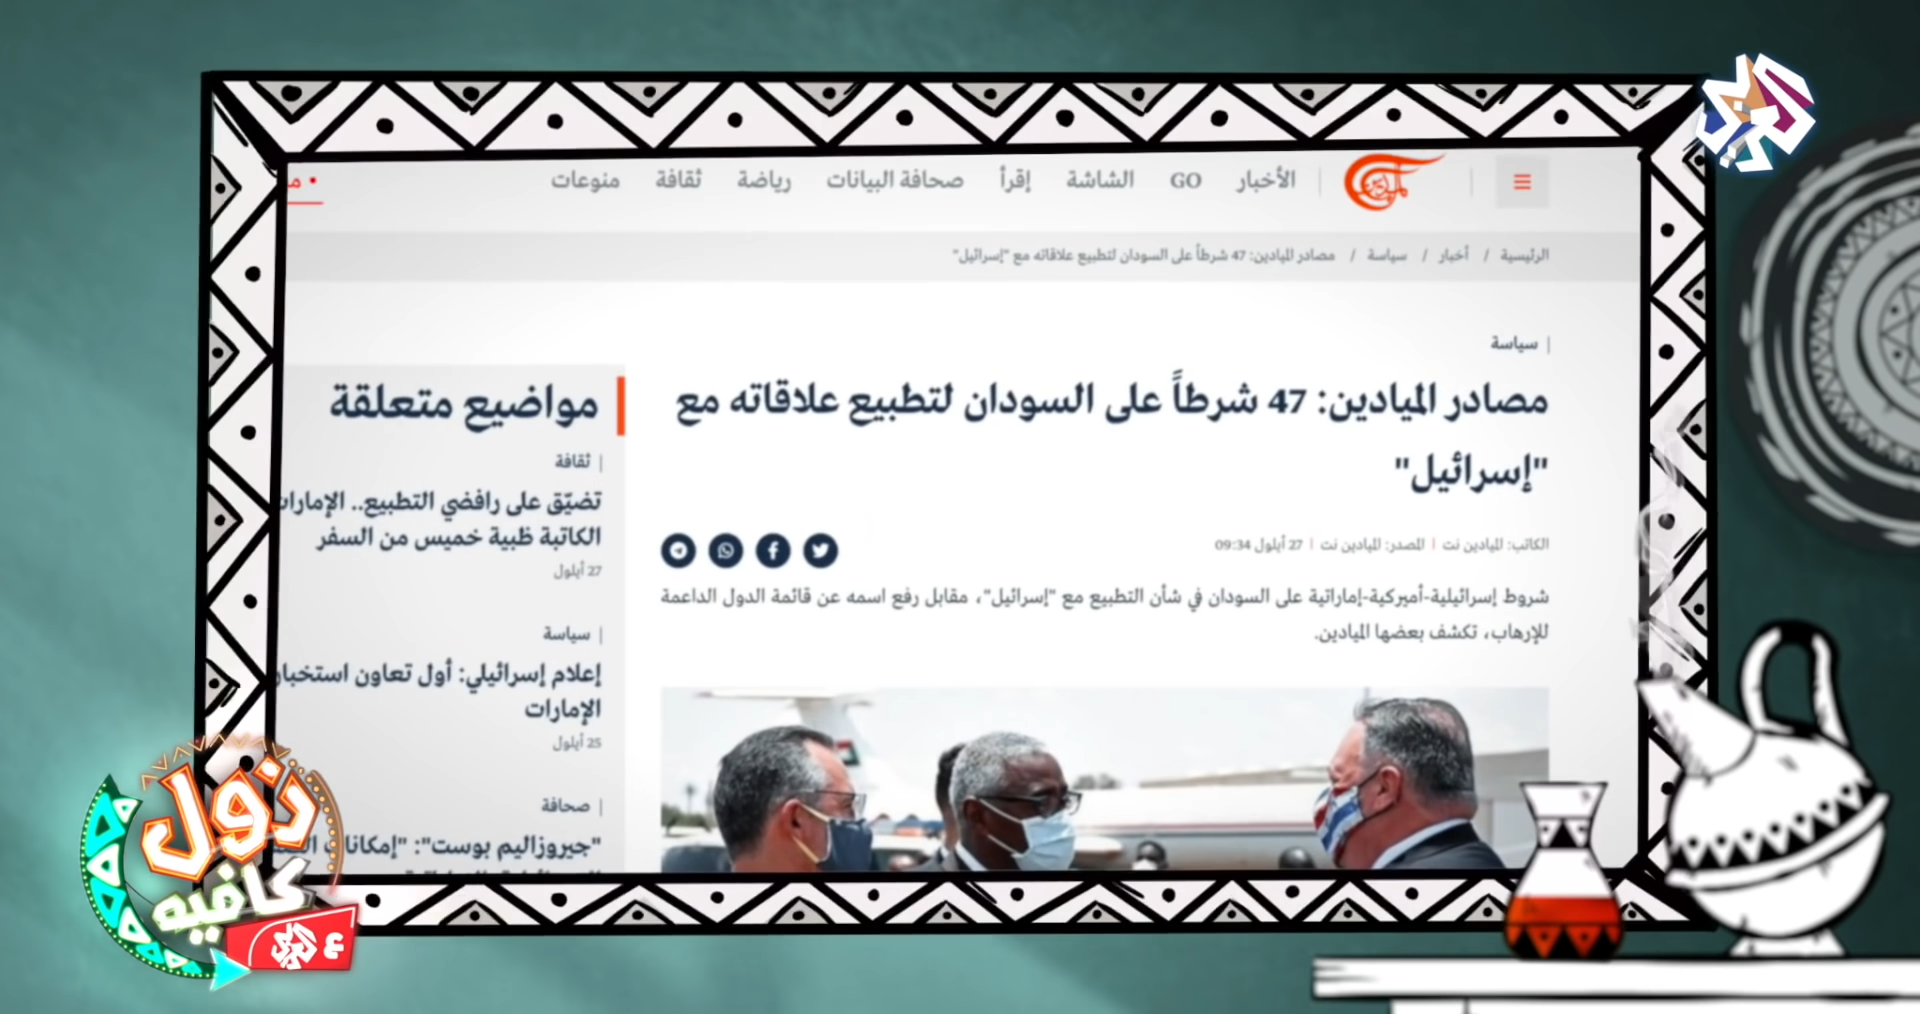 الأخبار GO الشاشة إقرأ صحافة البيانات رياضة ثقافة منوعات
الرئيسية / أخبار / سياسة / مصادر الميادين: 47 شرطاً على السودان لتطبيع علاقاته مع "إسرائيل"
سياسة
مصادر الميادين: 47 شرطاً على السودان لتطبيع علاقاته مع
"إسرائيل"
الكاتب: الميادين نت | المصدر: الميادين نت | 27 أيلول 09:34
شروط إسرائيلية-أميركية-إماراتية على السودان في شأن التطبيع مع "إسرائيل"، مقابل رفع اسمه عن قائمة الدول الداعمة
للإرهاب، تكشف بعضها الميادين.
مواضيع متعلقة
ثقافة
تضيّق على رافضي التطبيع.. الإمارات
الكاتبة ظبية خميس من السفر
27 أيلول
سياسة
إعلام إسرائيلي: أول تعاون
الإمارات
25 أيلول
صحافة
"جيروزاليم بوست": "إمكانات
زول
كافيه
العربي
ع
العربي